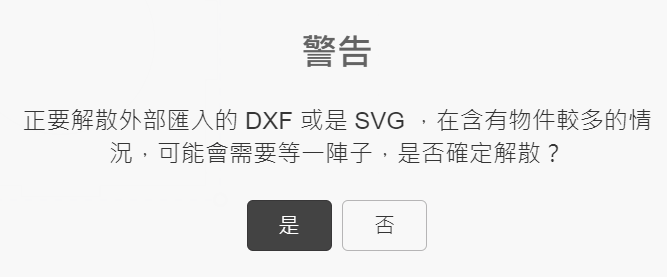 警告
正要解散外部匯入的 DXF 或是 SVG ，在含有物件較多的情
況，可能會需要等一陣子，是否確定解散？
是
否